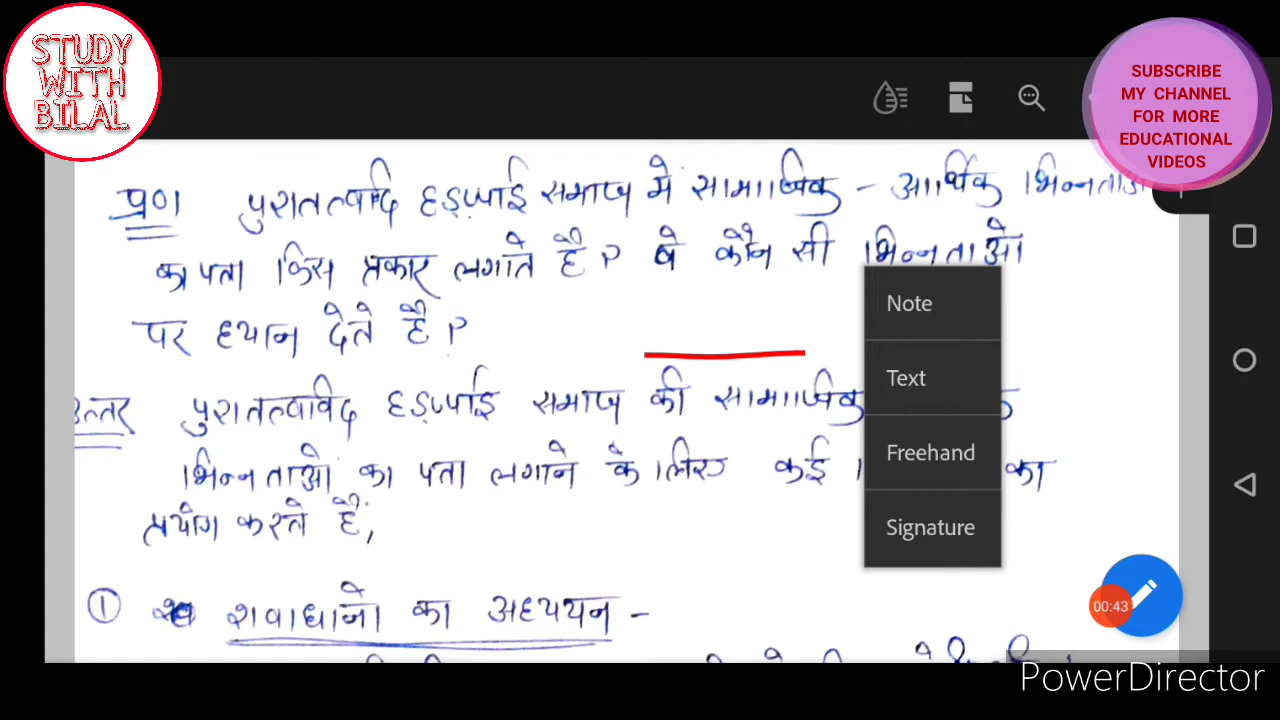 STUDY
WITH
BILAL
SUBSCRIBE
MY CHANNEL
FOR MORE
EDUCATIONAL
VIDEOS
प्र01 पुरातत्वादि हड़प्पाई समाज मे सामाजिक - आर्थिक भिन्नताओ
का पता किस प्रकार लगाते है? वे कौन सी भिन्नताओ
पर ध्यान देते है?
उत्तर पुरातत्वाविद हड़प्पाई समाज की सामाजिक
भिन्नताओ का पता लगाने के लिए कई का
प्रयोग करते हैं,
① शवाधानो का अध्ययन -
Note
Text
Freehand
Signature
00:43
PowerDirector